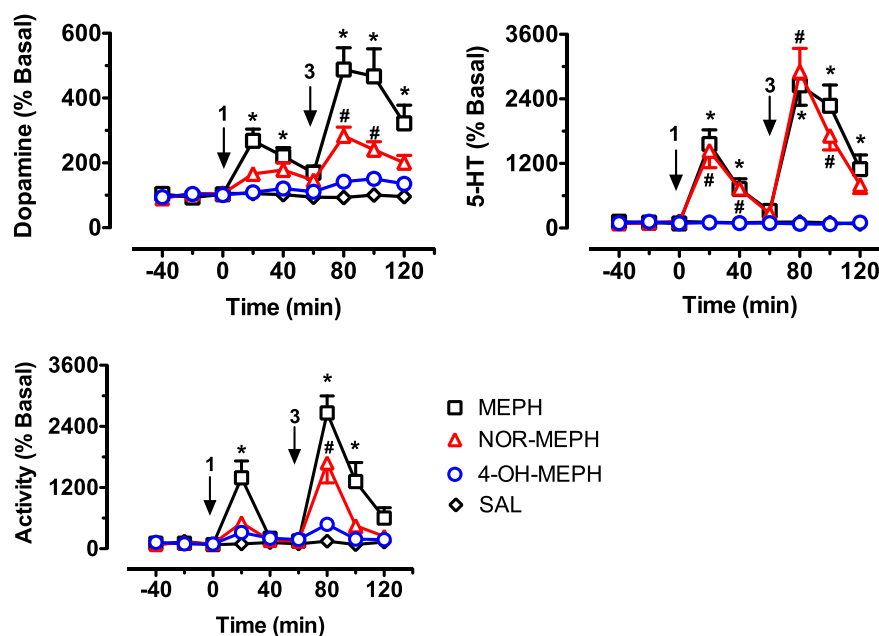 Dopamine (% Basal)
600
400
200
0
1
3
*
*
*
*
*
#
#
-40 0 40 80 120
Time (min)
5-HT (% Basal)
3600
2400
1200
0
1
3
*
*
#
#
#
*
*
*
#
-40 0 40 80 120
Time (min)
Activity (% Basal)
3600
2400
1200
0
1
3
*
*
*
#
-40 0 40 80 120
Time (min)
MEPH
NOR-MEPH
4-OH-MEPH
SAL